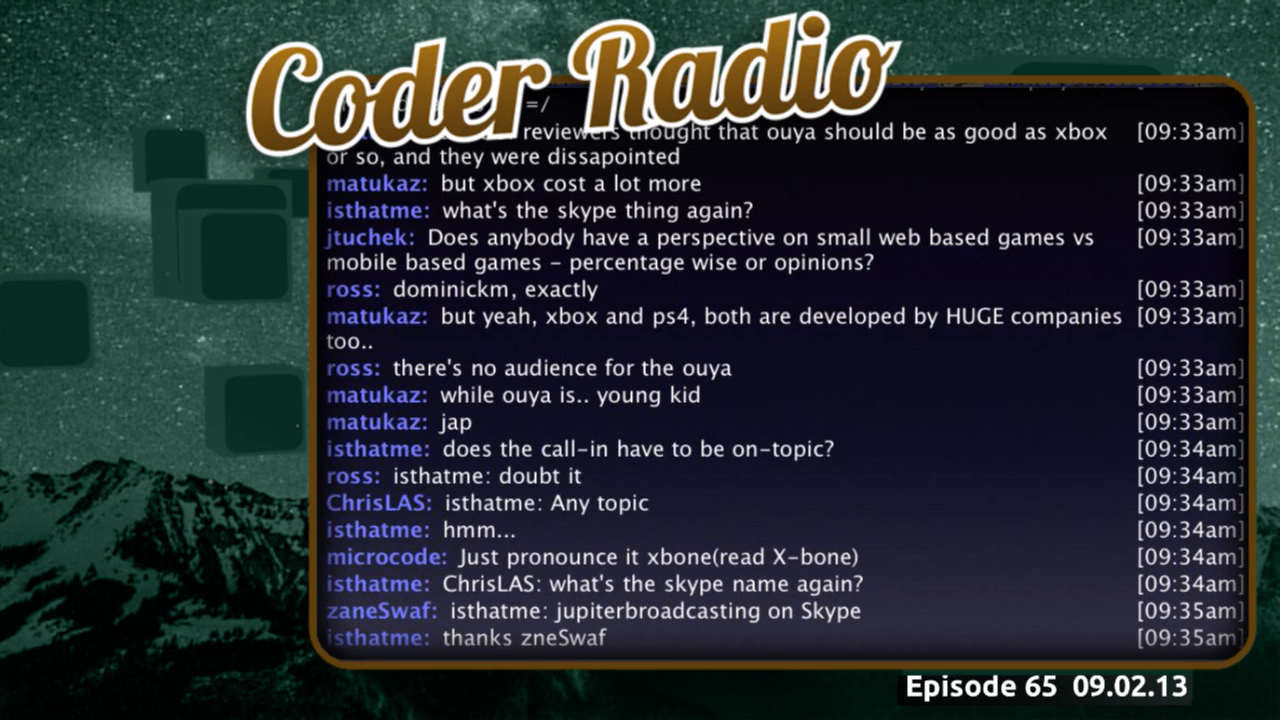 Coder Radio
=/
reviewers thought that ouya should be as good as xbox [09:33am]
or so, and they were dissapointed
matukaz: but xbox cost a lot more [09:33am]
isthatme: what's the skype thing again? [09:33am]
jtuchek: Does anybody have a perspective on small web based games vs [09:33am]
mobile based games – percentage wise or opinions?
ross: dominickm, exactly [09:33am]
matukaz: but yeah, xbox and ps4, both are developed by HUGE companies [09:33am]
too..
ross: there's no audience for the ouya [09:33am]
matukaz: while ouya is.. young kid [09:33am]
matukaz: jap [09:33am]
isthatme: does the call-in have to be on-topic? [09:34am]
ross: isthatme: doubt it [09:34am]
ChrisLAS: isthatme: Any topic [09:34am]
isthatme: hmm... [09:34am]
microcode: Just pronounce it xbone(read X-bone) [09:34am]
isthatme: ChrisLAS: what's the skype name again? [09:34am]
zaneSwaf: isthatme: jupiterbroadcasting on Skype [09:35am]
isthatme: thanks zneSwaf [09:35am]
Episode 65 09.02.13